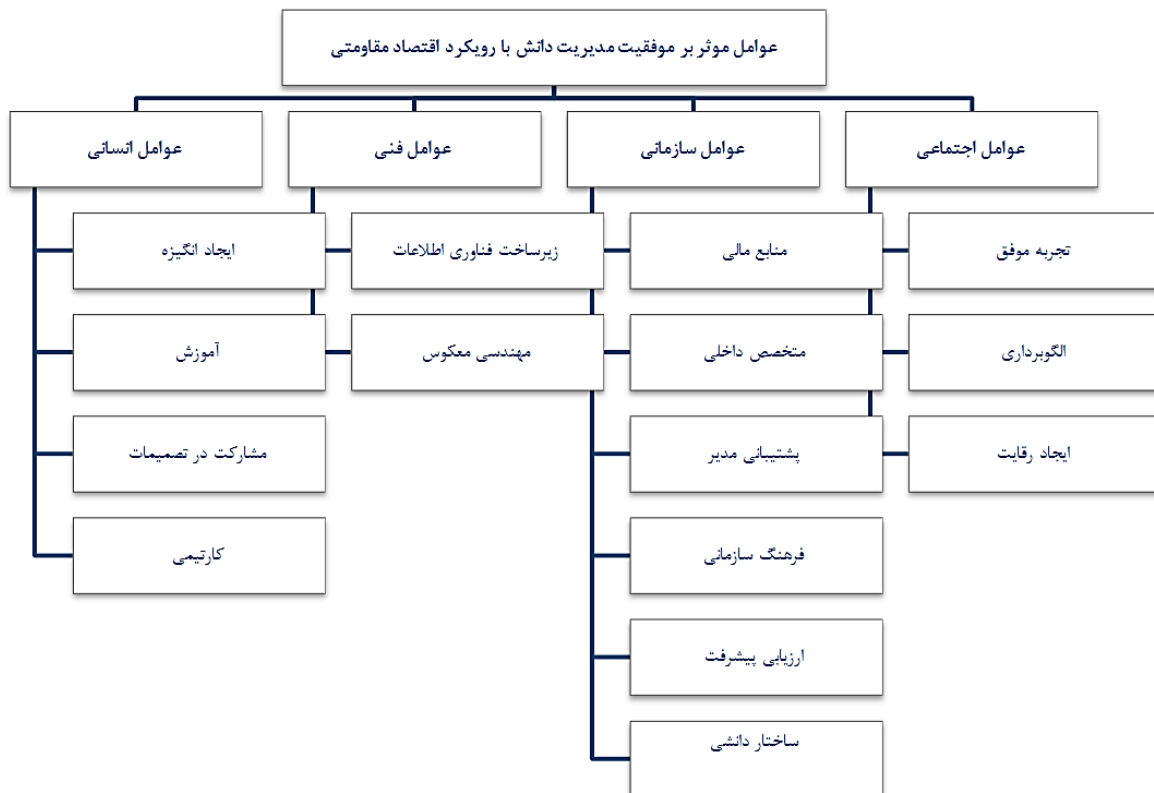 عوامل موثر بر موفقیت مدیریت دانش با رویکرد اقتصاد مقاومتی
عوامل اجتماعی
تجربه موفق
الگوبرداری
ایجاد رقابت
عوامل سازمانی
منابع مالی
متخصص داخلی
پشتیبانی مدیر
فرهنگ سازمانی
ارزیابی پیشرفت
ساختار دانشی
عوامل فنی
زیرساخت فناوری اطلاعات
مهندسی معکوس
عوامل انسانی
ایجاد انگیزه
آموزش
مشارکت در تصمیمات
کارتیمی